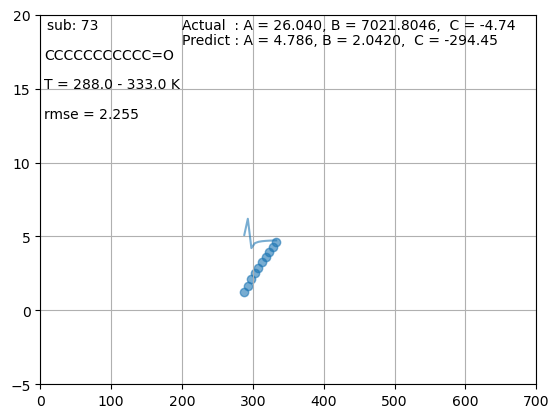 sub: 73
Actual  : A = 26.040, B = 7021.8046,  C = -4.74
Predict : A = 4.786, B = 2.0420,  C = -294.45
CCCCCCCCCCC=O
T = 288.0 - 333.0 K
rmse = 2.255
20
15
10
5
0
−5
0 100 200 300 400 500 600 700